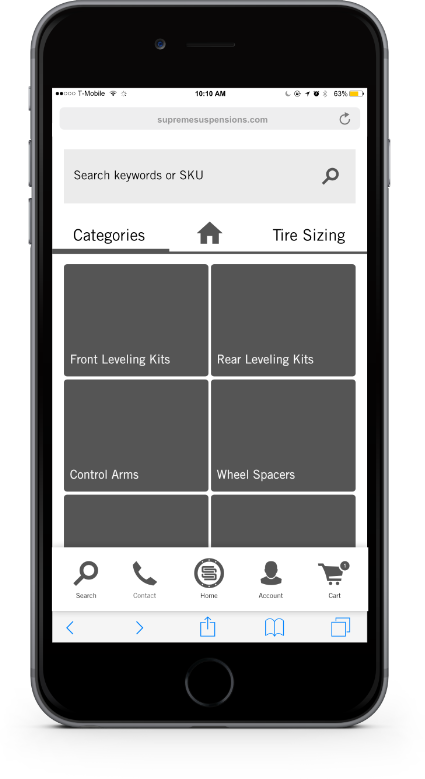 T-Mobile 10:10 AM 63%
supremesuspensions.com
Search keywords or SKU
Categories Tire Sizing
Front Leveling Kits Rear Leveling Kits
Control Arms Wheel Spacers
1
Search Contact Home Account Cart